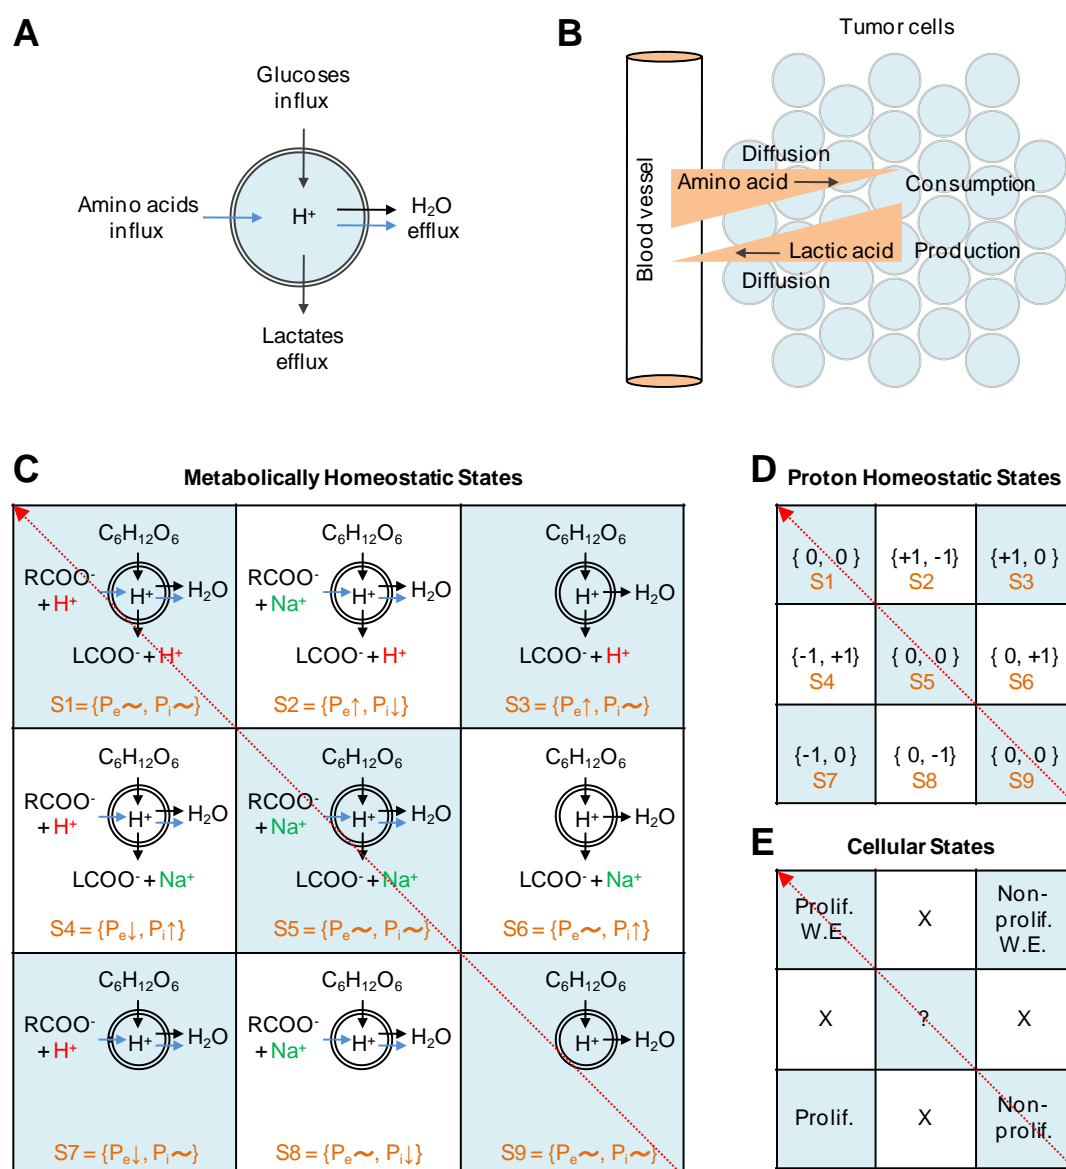 A
Glucoses
influx
Amino acids
influx
H⁺
H₂O
efflux
Lactates
efflux
B
Tumor cells
Blood vessel
Diffusion
Amino acid
Consumption
Lactic acid
Production
Diffusion
C
Metabolically Homeostatic States
C₆H₁₂O₆
RCOO⁻
+ H⁺
H⁺
H₂O
LCOO⁻ + H⁺
S1 = {Pₑ~, Pᵢ~}
C₆H₁₂O₆
RCOO⁻
+ Na⁺
H⁺
H₂O
LCOO⁻ + H⁺
S2 = {Pₑ↑, Pᵢ↓}
C₆H₁₂O₆
H⁺
H₂O
LCOO⁻ + H⁺
S3 = {Pₑ↑, Pᵢ~}
C₆H₁₂O₆
RCOO⁻
+ H⁺
H⁺
H₂O
LCOO⁻ + Na⁺
S4 = {Pₑ↓, Pᵢ↑}
C₆H₁₂O₆
RCOO⁻
+ Na⁺
H⁺
H₂O
LCOO⁻ + Na⁺
S5 = {Pₑ~, Pᵢ~}
C₆H₁₂O₆
H⁺
H₂O
LCOO⁻ + Na⁺
S6 = {Pₑ~, Pᵢ↑}
C₆H₁₂O₆
RCOO⁻
+ H⁺
H⁺
H₂O
S7 = {Pₑ↓, Pᵢ~}
C₆H₁₂O₆
RCOO⁻
+ Na⁺
H⁺
H₂O
S8 = {Pₑ~, Pᵢ↓}
C₆H₁₂O₆
H⁺
H₂O
S9 = {Pₑ~, Pᵢ~}
D
Proton Homeostatic States
{ 0, 0 }
S1
{+1, -1}
S2
{+1, 0 }
S3
{-1, +1}
S4
{ 0, 0 }
S5
{ 0, +1}
S6
{-1, 0 }
S7
{ 0, -1}
S8
{ 0, 0 }
S9
E
Cellular States
Prolif.
W.E.
X
Non-
prolif.
W.E.
X
?
X
Prolif.
X
Non-
prolif.